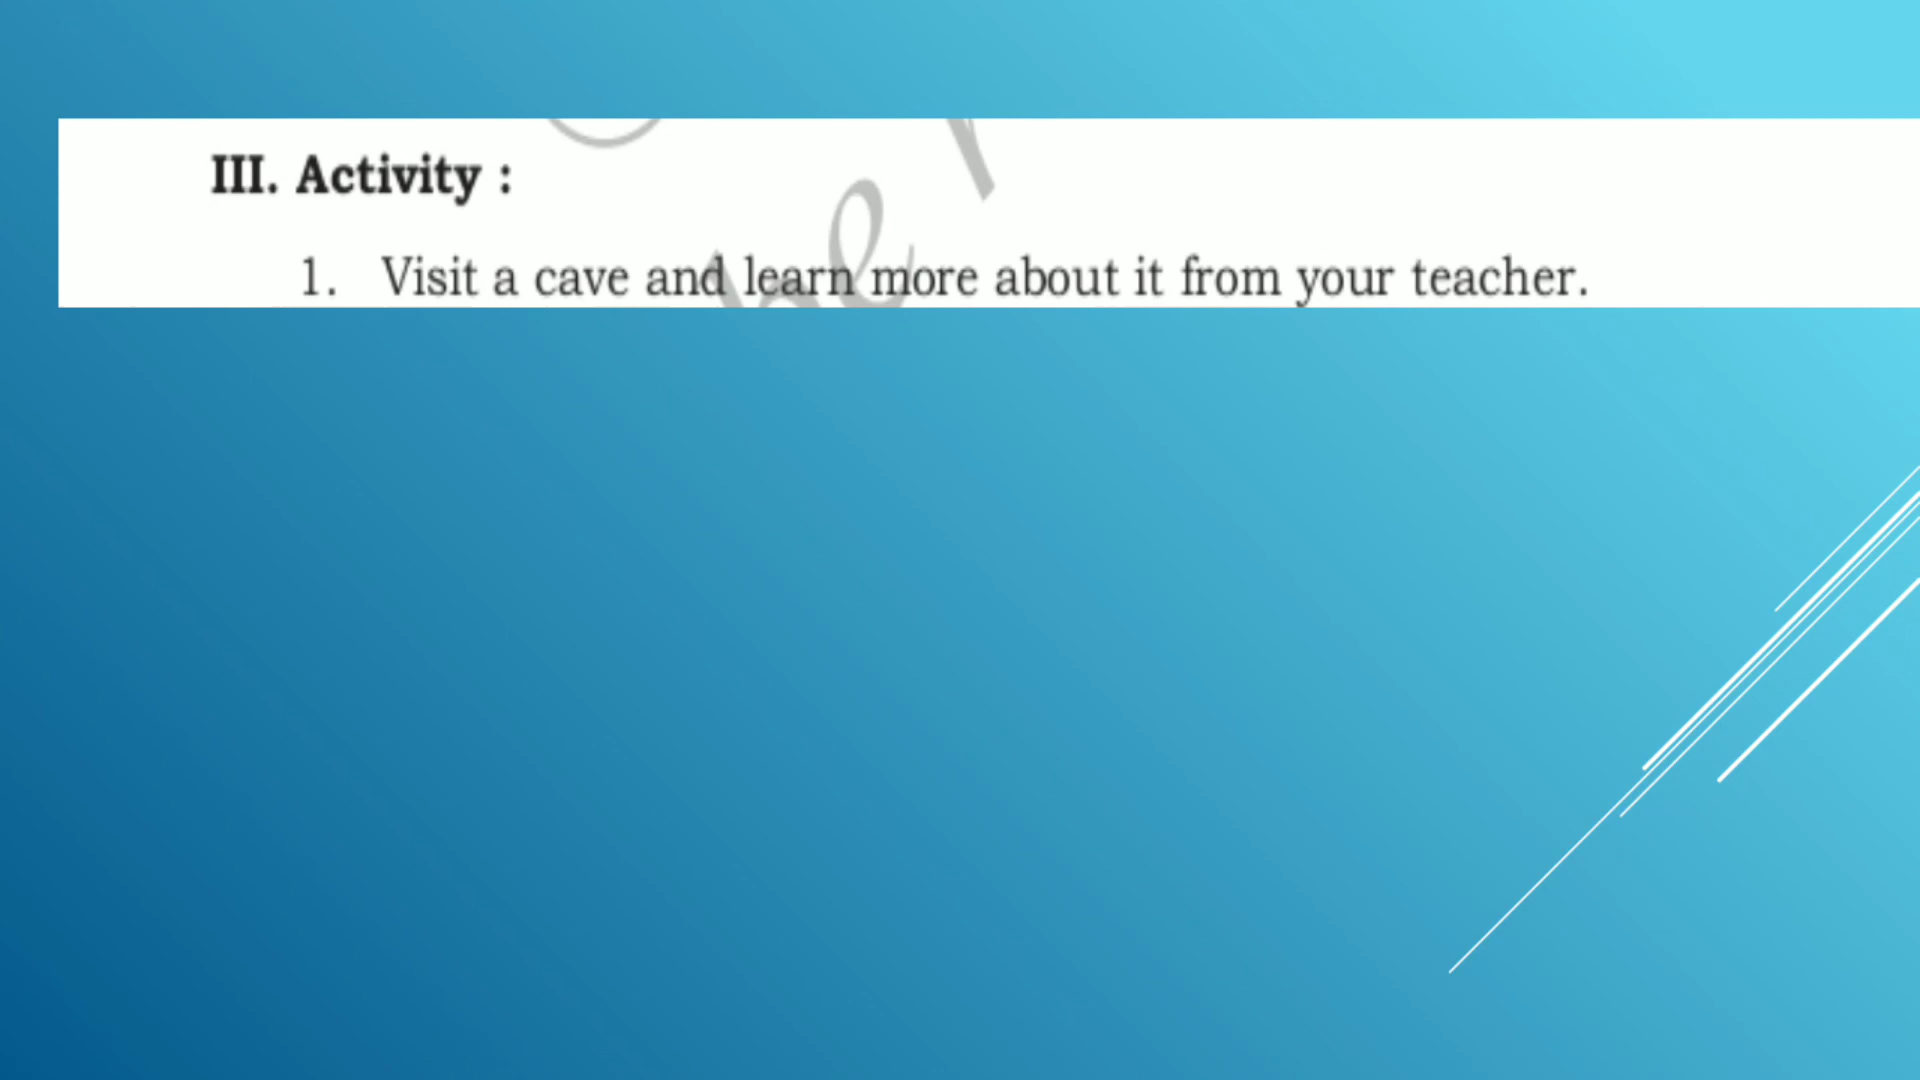 III. Activity :
1. Visit a cave and learn more about it from your teacher.